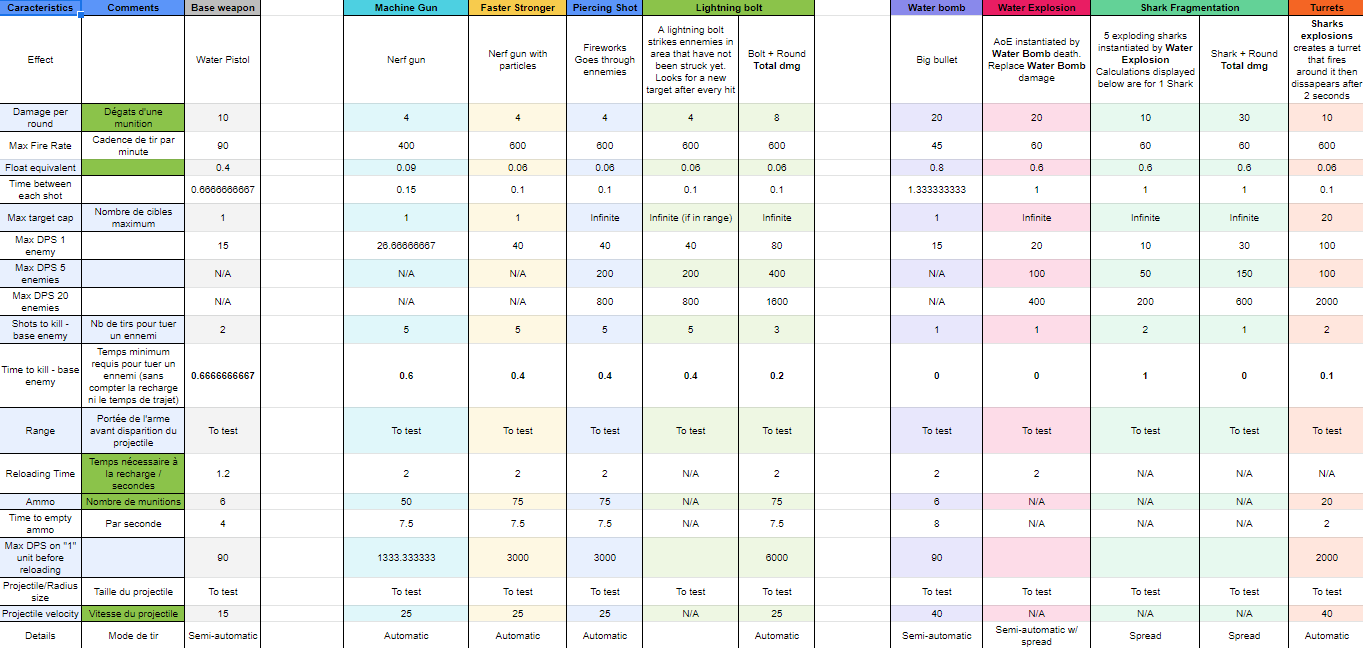 Caracteristics Comments Base weapon Machine Gun Faster Stronger Piercing Shot Lightning bolt Water bomb Water Explosion Shark Fragmentation Turrets
Effect Water Pistol Nerf gun Nerf gun with particles Fireworks Goes through ennemies A lightning bolt strikes ennemies in area that have not been struck yet. Looks for a new target after every hit Bolt + Round Total dmg Big bullet AoE instantiated by Water Bomb death. Replace Water Bomb damage 5 exploding sharks instantiated by Water Explosion Calculations displayed below are for 1 Shark Shark + Round Total dmg Sharks explosions creates a turret that fires around it then dissapears after 2 seconds
Damage per round Dégats d'une munition 10 4 4 4 4 8 20 20 10 30 10
Max Fire Rate Cadence de tir par minute 90 400 600 600 600 600 45 60 60 60 600
Float equivalent 0.4 0.09 0.06 0.06 0.06 0.06 0.8 0.6 0.6 0.6 0.06
Time between each shot 0.6666666667 0.15 0.1 0.1 0.1 0.1 1.333333333 1 1 1 0.1
Max target cap Nombre de cibles maximum 1 1 1 Infinite Infinite (if in range) Infinite 1 Infinite Infinite Infinite 20
Max DPS 1 enemy 15 26.66666667 40 40 40 80 15 20 10 30 100
Max DPS 5 enemies N/A N/A N/A 200 200 400 N/A 100 50 150 100
Max DPS 20 enemies N/A N/A N/A 800 800 1600 N/A 400 200 600 2000
Shots to kill - base enemy Nb de tirs pour tuer un ennemi 2 5 5 5 5 3 1 1 2 1 2
Time to kill - base enemy Temps minimum requis pour tuer un ennemi (sans compter la recharge ni le temps de trajet) 0.6666666667 0.6 0.4 0.4 0.4 0.2 0 0 1 0 0.1
Range Portée de l'arme avant disparition du projectile To test To test To test To test To test To test To test To test To test To test To test
Reloading Time Temps nécessaire à la recharge / secondes 1.2 2 2 2 N/A 2 2 2 N/A N/A N/A
Ammo Nombre de munitions 6 50 75 75 N/A 75 6 N/A N/A N/A 20
Time to empty ammo Par seconde 4 7.5 7.5 7.5 N/A 7.5 8 N/A N/A N/A 2
Max DPS on "1" unit before reloading 90 1333.333333 3000 3000 6000 90 2000
Projectile/Radius size Taille du projectile To test To test To test To test To test To test To test To test To test To test To test
Projectile velocity Vitesse du projectile 15 25 25 25 N/A 25 40 N/A N/A N/A 40
Details Mode de tir Semi-automatic Automatic Automatic Automatic Automatic Semi-automatic Semi-automatic w/ spread Spread Spread Automatic